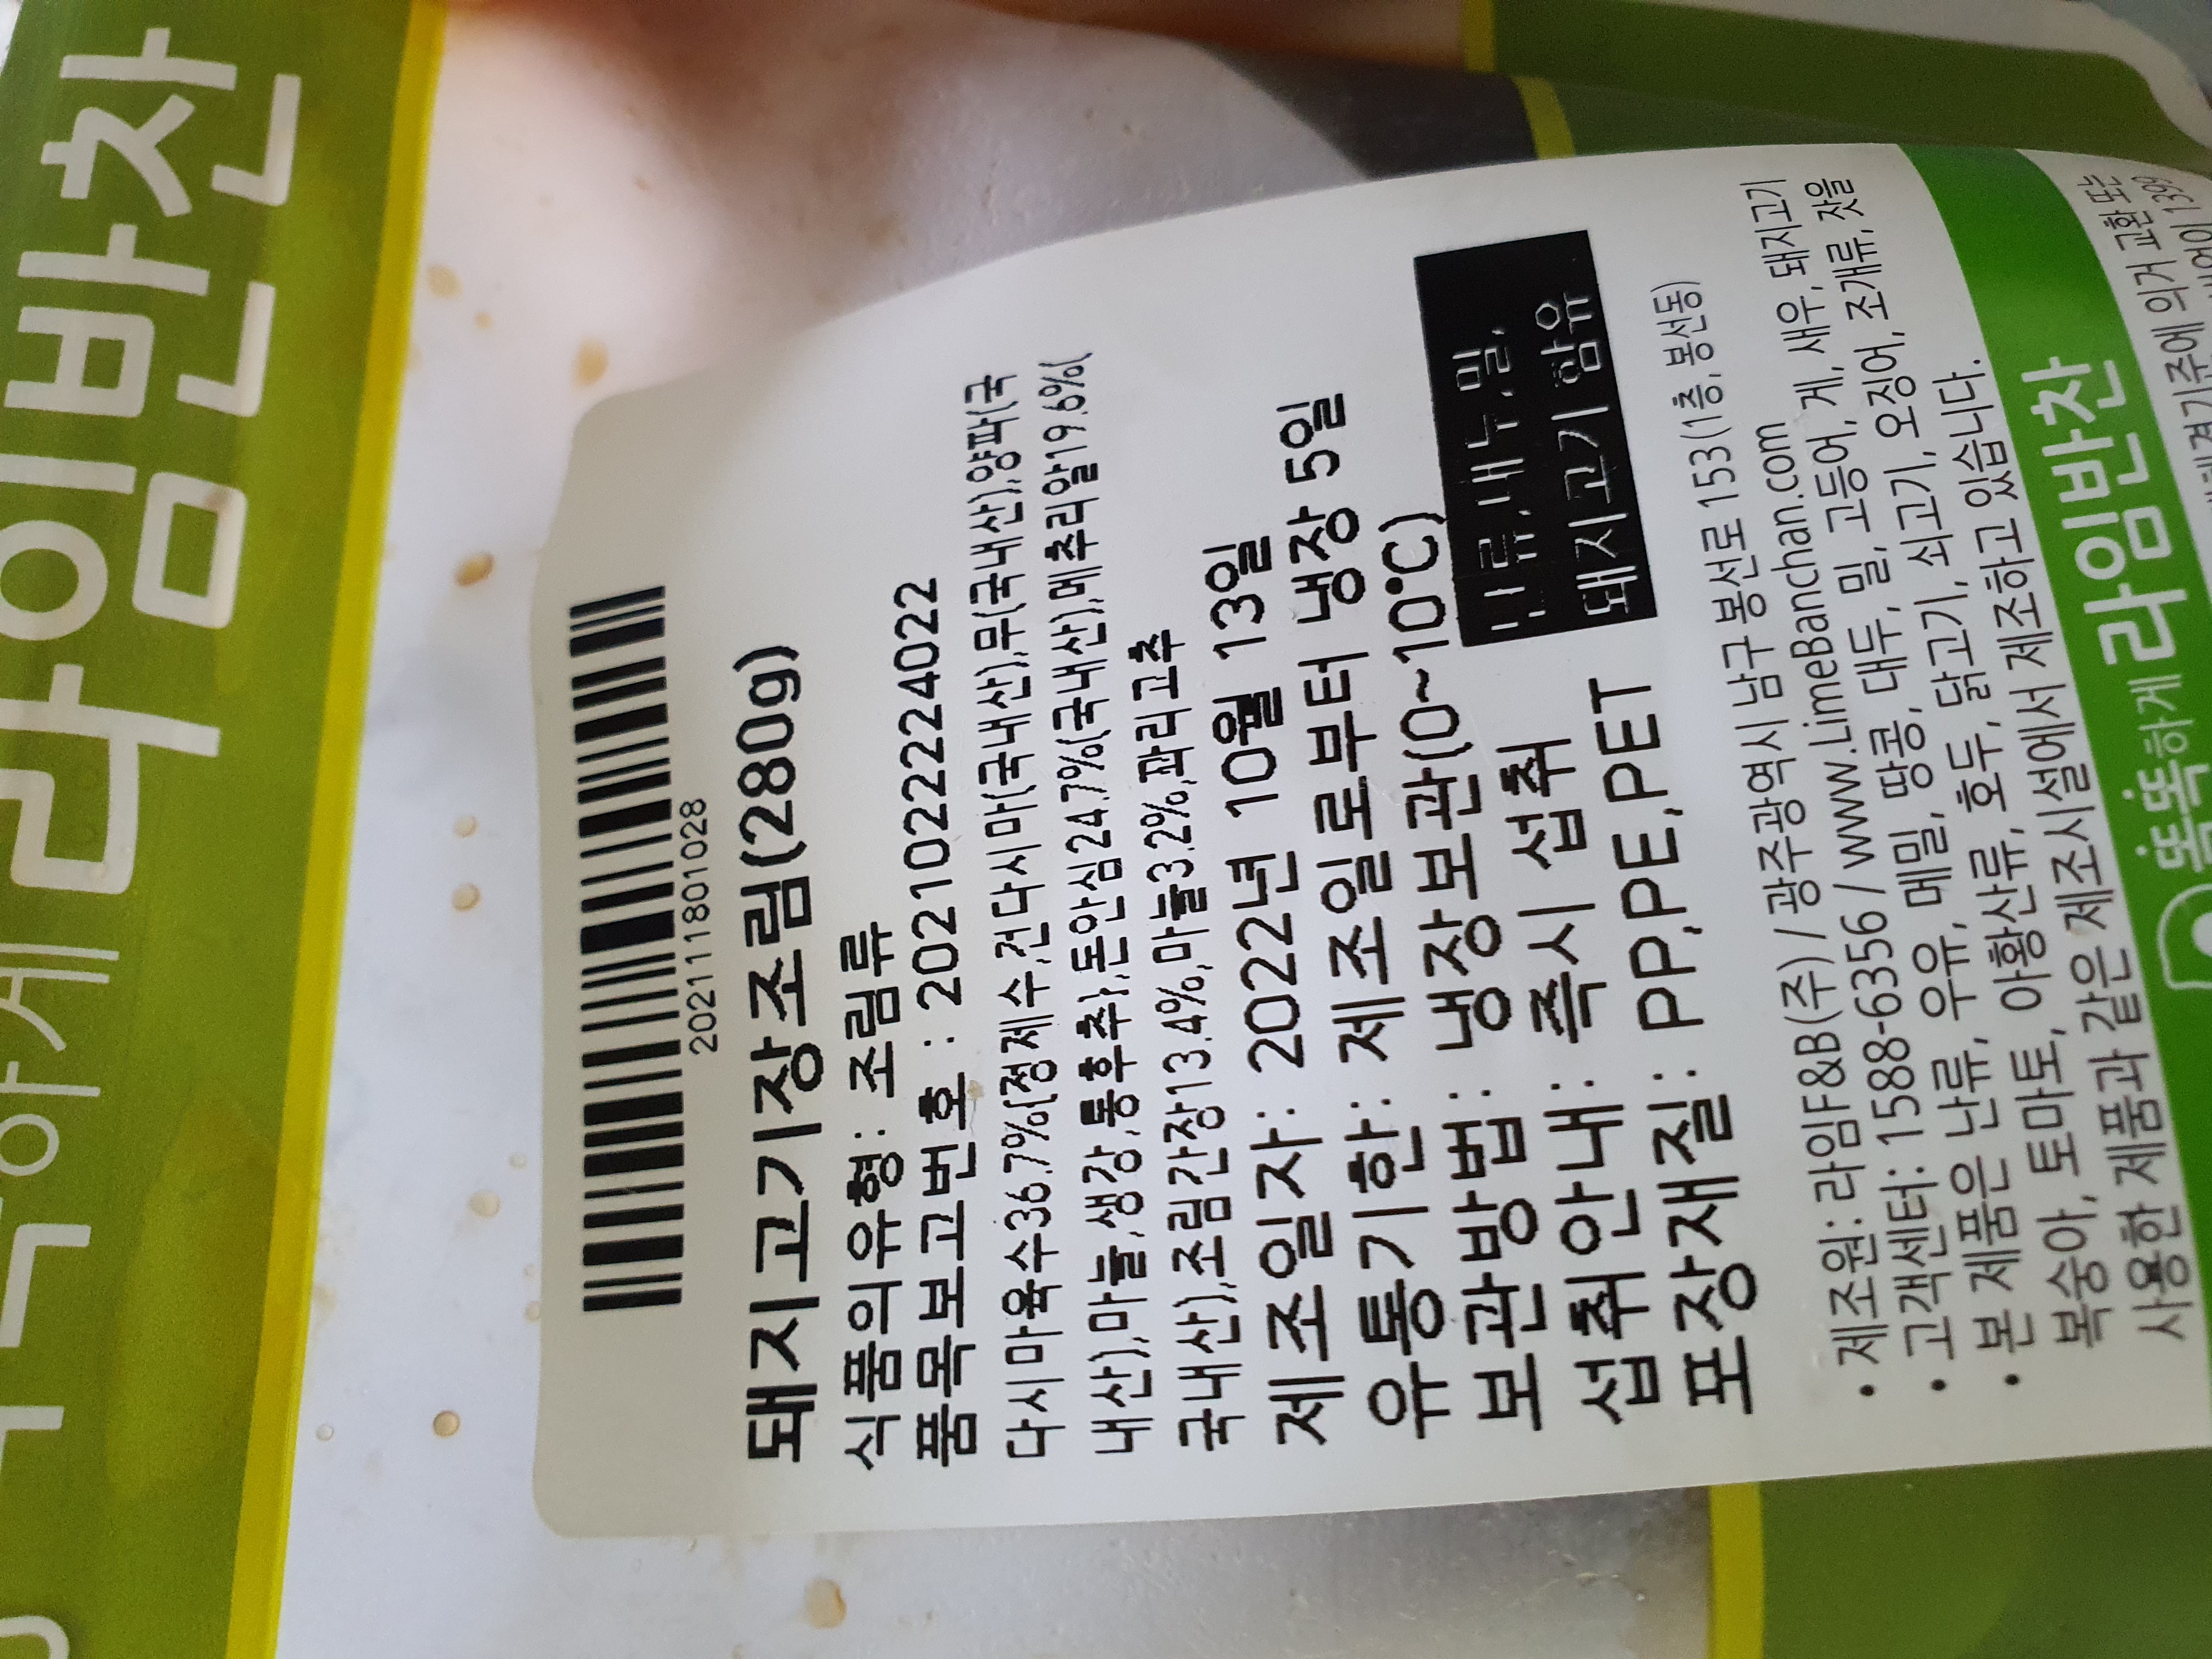 라임반찬
202111801028
돼지고기장조림(280g)
식품의유형: 조림류
품목보고번호 : 2021022224022
다시마육수36.7%{정제수,건다시마(국내산),무(국내산),양파(국
내산),마늘,생강,통후추},돈안심24.7%(국내산),메추리알19.6%(
국내산),조림간장13.4%,마늘3.2%,꽈리고추
제조일자: 2022년 10월 13일
유통기한: 제조일로부터 냉장 5일
보관방법: 냉장보관(0~10°C)
섭취안내: 즉시 섭취
포장재질: PP,PE,PET
난류,대두,밀,
돼지고기 함유
• 제조원: 라임F&B(주) / 광주광역시 남구 봉선로 153(1층, 봉선동)
• 고객센터: 1588-6356 / www.LimeBanchan.com
• 본 제품은 난류, 우유, 메밀, 땅콩, 대두, 밀, 고등어, 게, 새우, 돼지고기
복숭아, 토마토, 아황산류, 호두, 닭고기, 쇠고기, 오징어, 조개류, 잣을
사용한 제품과 같은 제조시설에서 제조하고 있습니다.
똑똑하게 라임반찬
의거 교환 또는